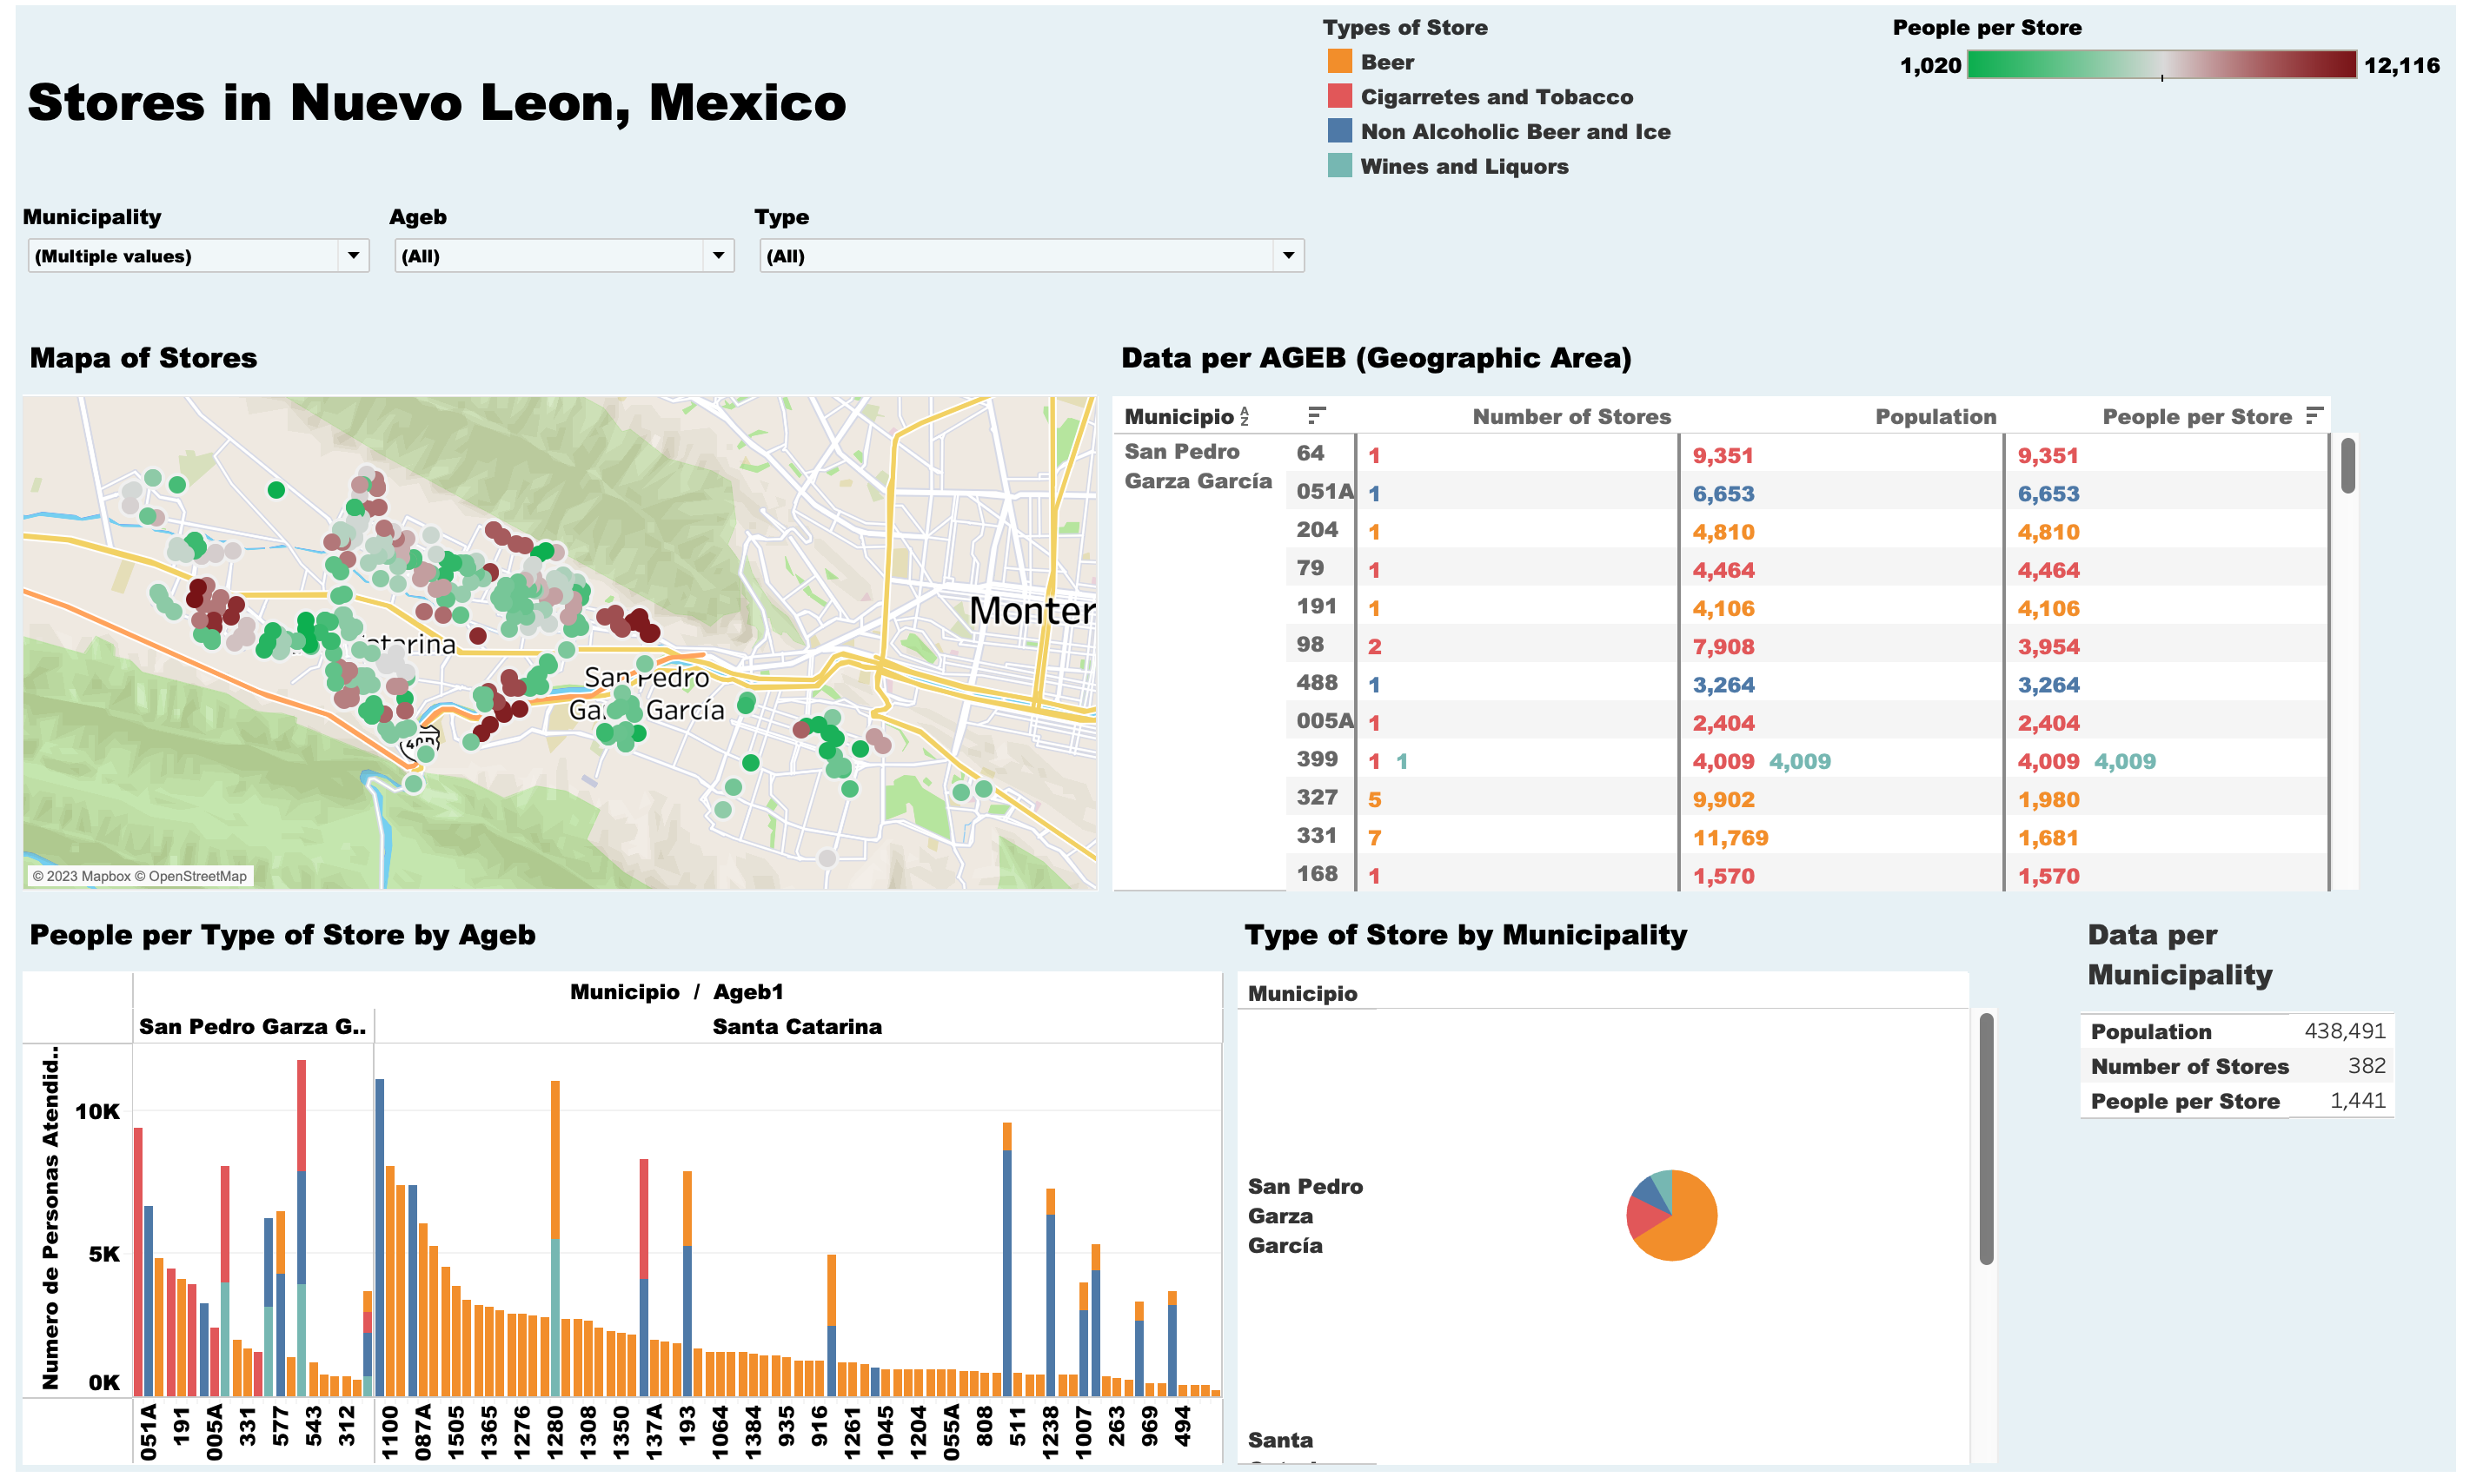 Types of Store
Beer
Cigarretes and Tobacco
Non Alcoholic Beer and Ice
Wines and Liquors
People per Store
1,020 12,116
Stores in Nuevo Leon, Mexico
Municipality Ageb Type
(Multiple values) (All) (All)
Mapa of Stores
Monter
atarina
San Pedro
García
© 2023 Mapbox © OpenStreetMap
Data per AGEB (Geographic Area)
Municipio Number of Stores Population People per Store
San Pedro
Garza García
64 1 9,351 9,351
051A 1 6,653 6,653
204 1 4,810 4,810
79 1 4,464 4,464
191 1 4,106 4,106
98 2 7,908 3,954
488 1 3,264 3,264
005A 1 2,404 2,404
399 1 1 4,009 4,009 4,009 4,009
327 5 9,902 1,980
331 7 11,769 1,681
168 1 1,570 1,570
People per Type of Store by Ageb
Municipio / Ageb1
San Pedro Garza G.. Santa Catarina
Numero de Personas Atendid..
10K
5K
0K
051A 191 005A 331 577 543 312 1100 087A 1505 1365 1276 1280 1308 1350 137A 193 1064 1384 935 916 1261 1045 1204 055A 808 511 1238 1007 263 969 494
Type of Store by Municipality
Municipio
San Pedro
Garza
García
Santa
Data per
Municipality
Population 438,491
Number of Stores 382
People per Store 1,441